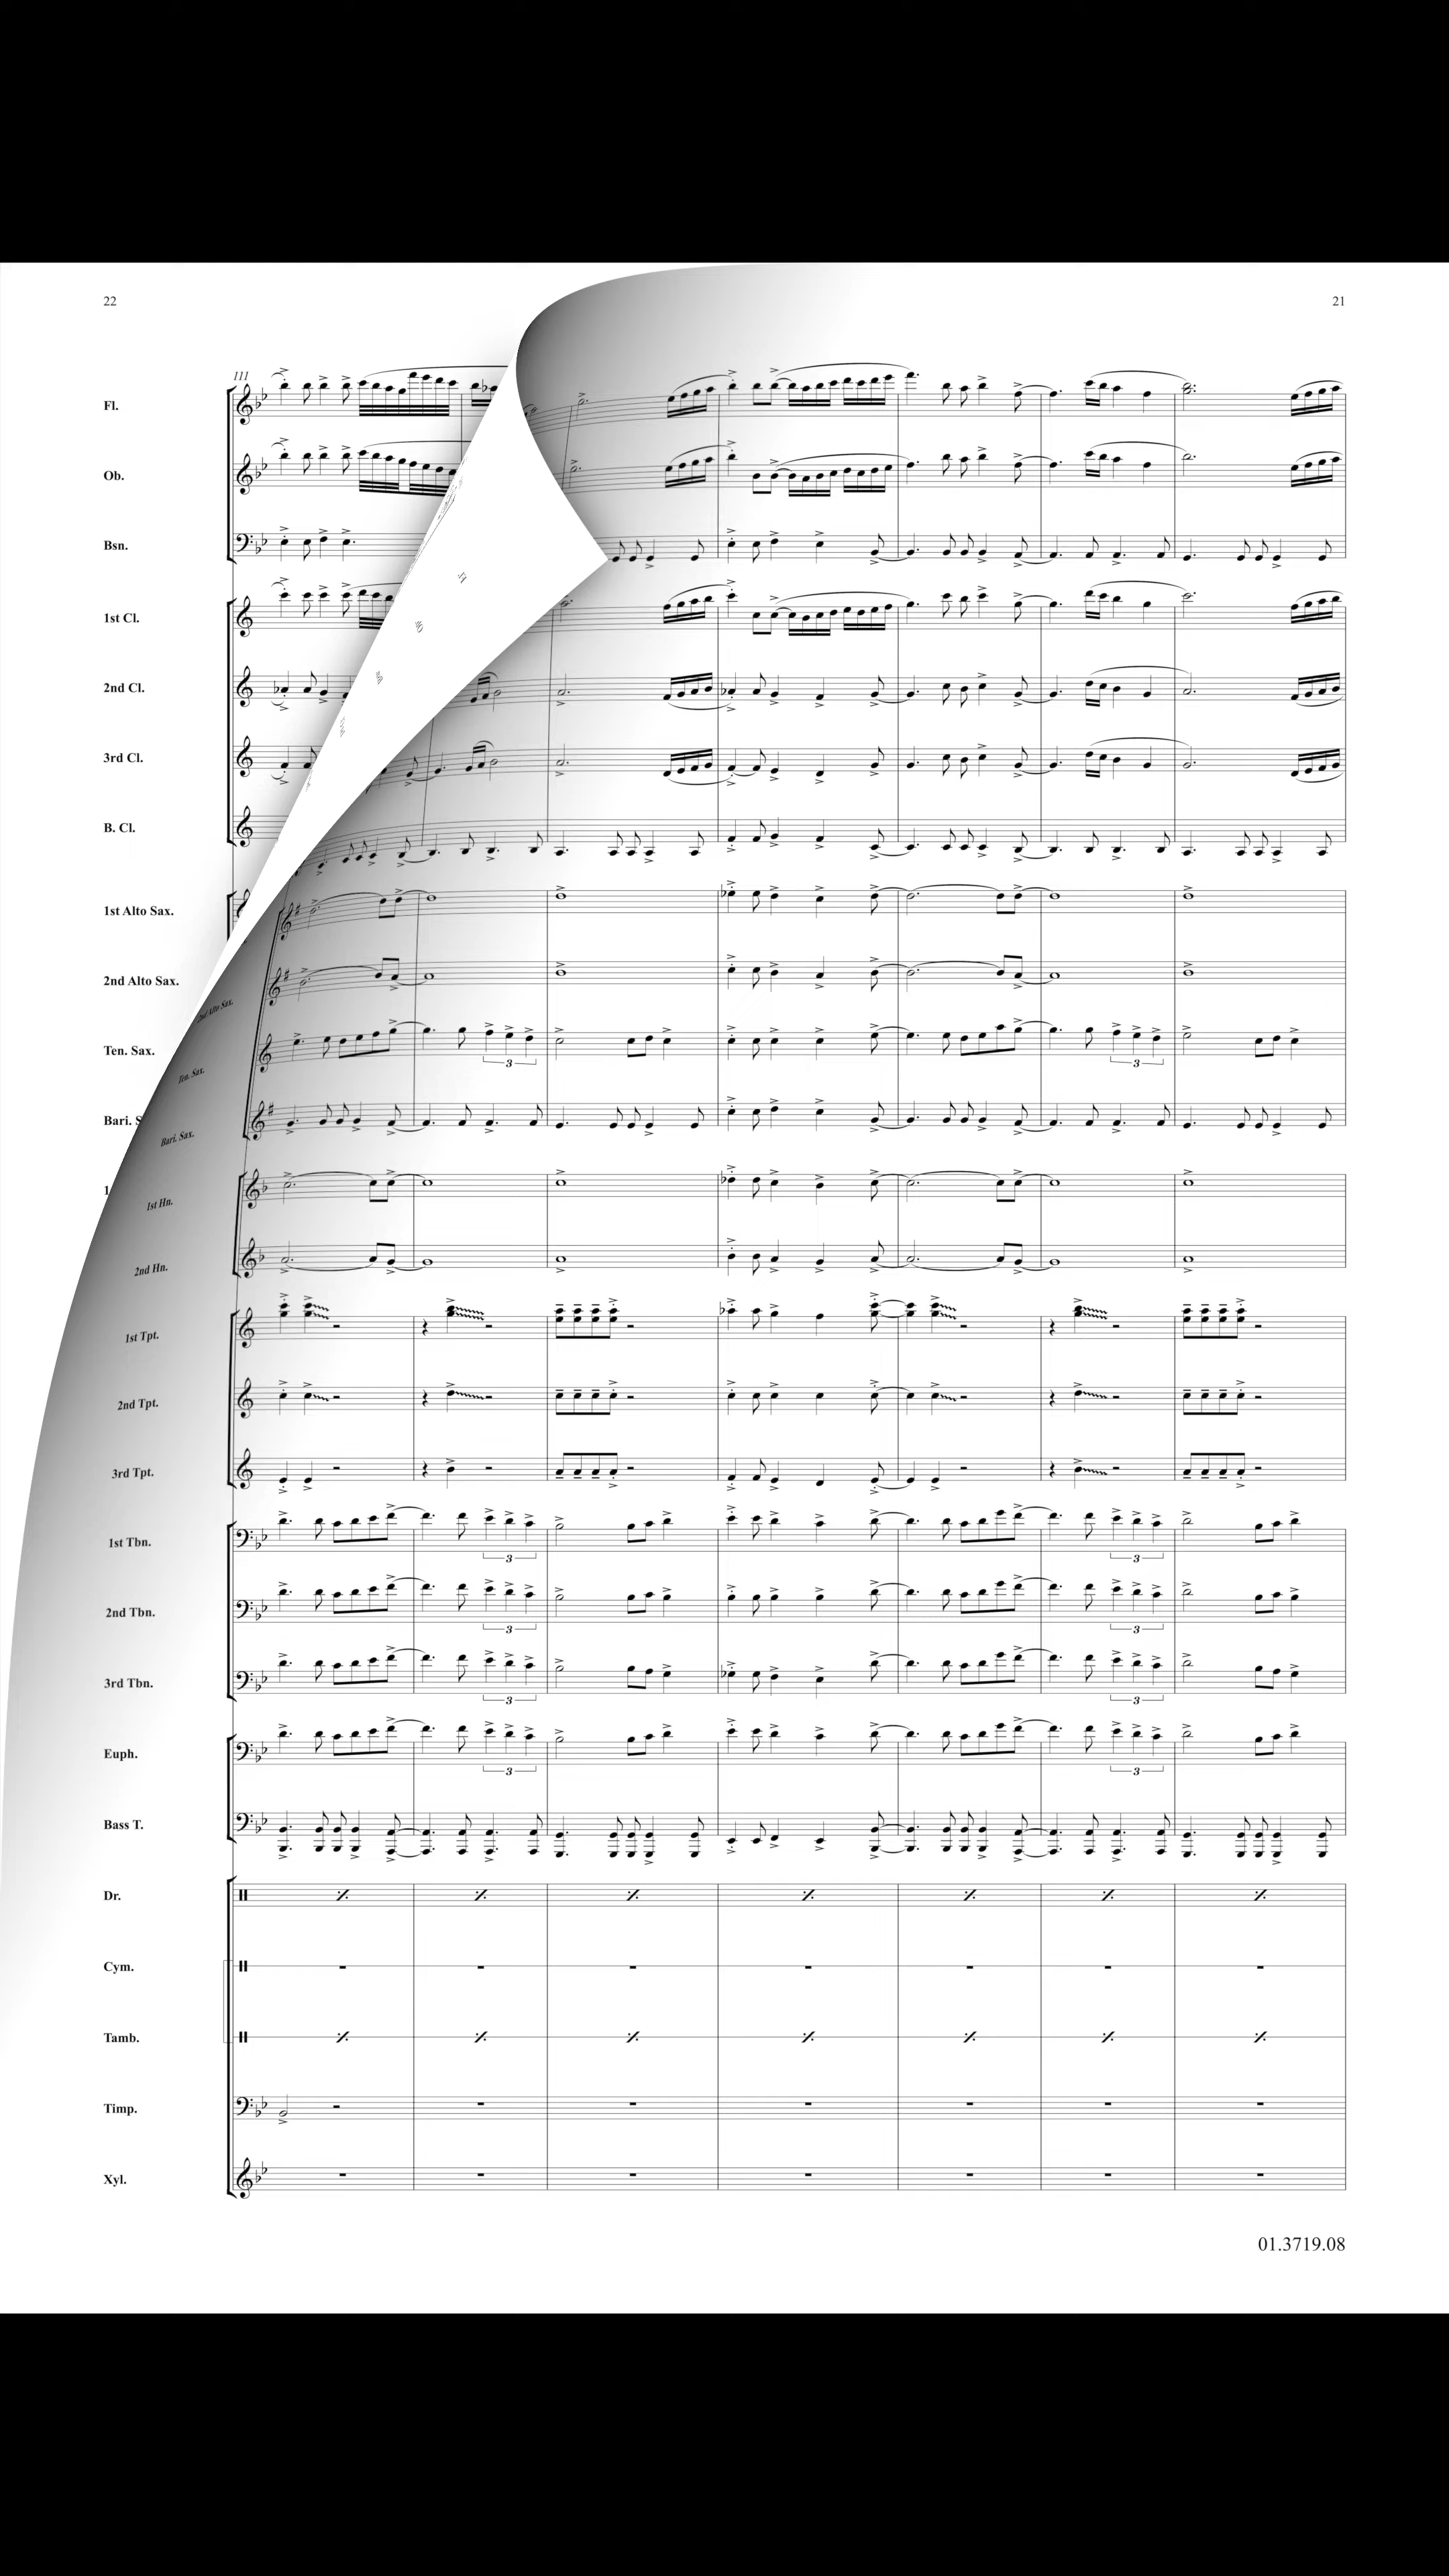 22
21
111
Fl.
Ob.
Bsn.
1st Cl.
2nd Cl.
3rd Cl.
B. Cl.
1st Alto Sax.
2nd Alto Sax.
2nd Alto Sax.
Ten. Sax.
Ten. Sax.
3 3
Bari. S
Bari. Sax.
1
1st Hn.
2nd Hn.
1st Tpt.
2nd Tpt.
3rd Tpt.
1st Tbn.
3 3
2nd Tbn.
3 3
3rd Tbn.
3 3
Euph.
3 3
Bass T.
Dr.
Cym.
Tamb.
Timp.
Xyl.
01.3719.08